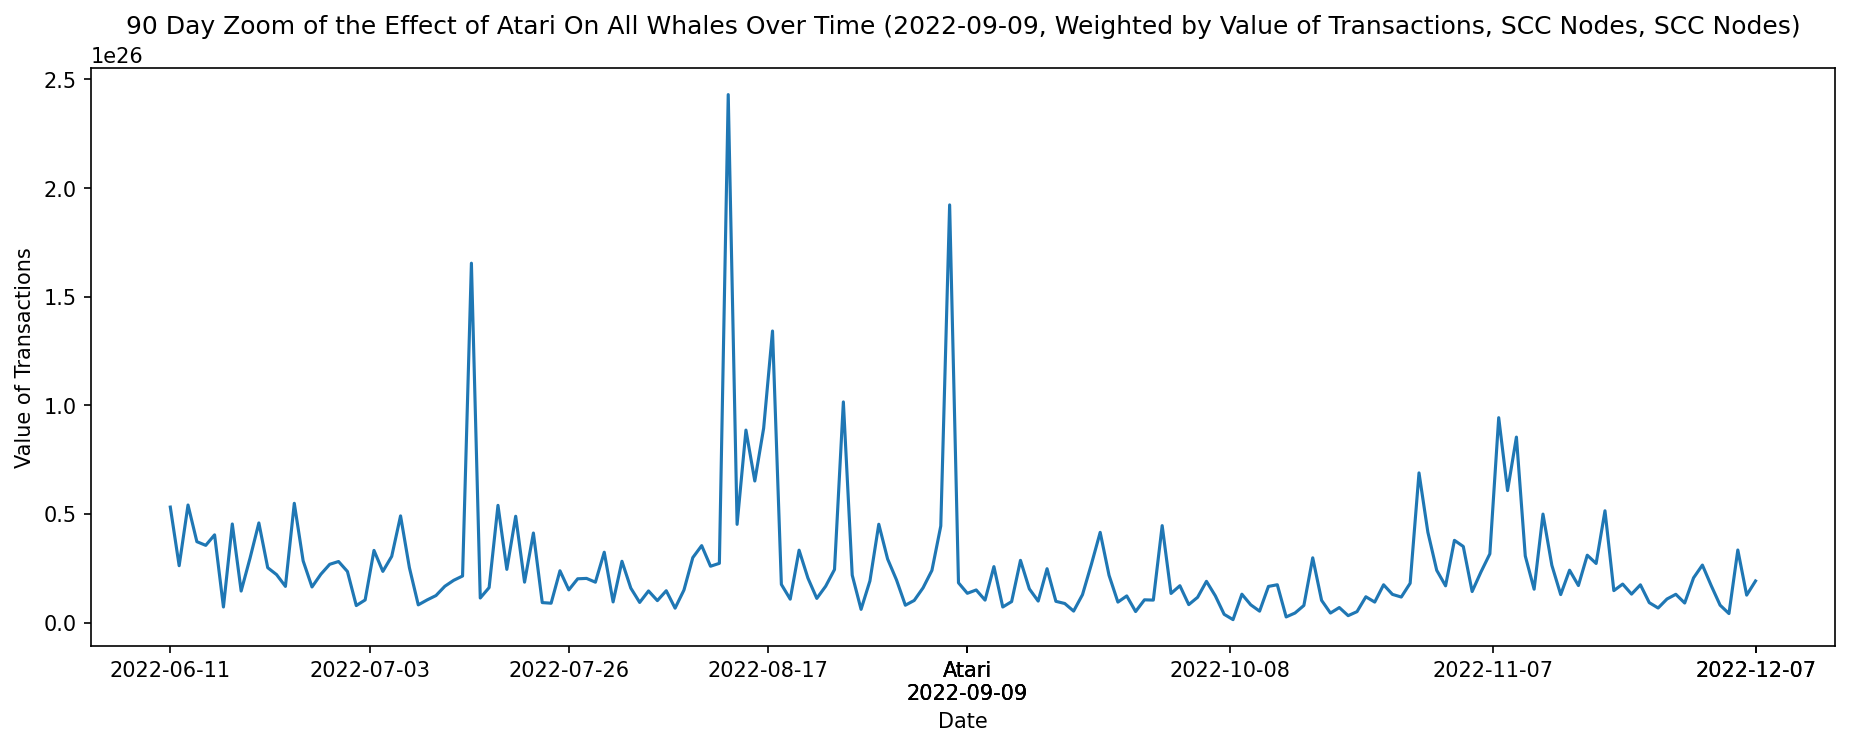 90 Day Zoom of the Effect of Atari On All Whales Over Time (2022-09-09, Weighted by Value of Transactions, SCC Nodes, SCC Nodes)
1e26
2.5
2.0
1.5
1.0
0.5
0.0
Value of Transactions
2022-06-11 2022-07-03 2022-07-26 2022-08-17 Atari 2022-10-08 2022-11-07 2022-12-07
2022-09-09
Date